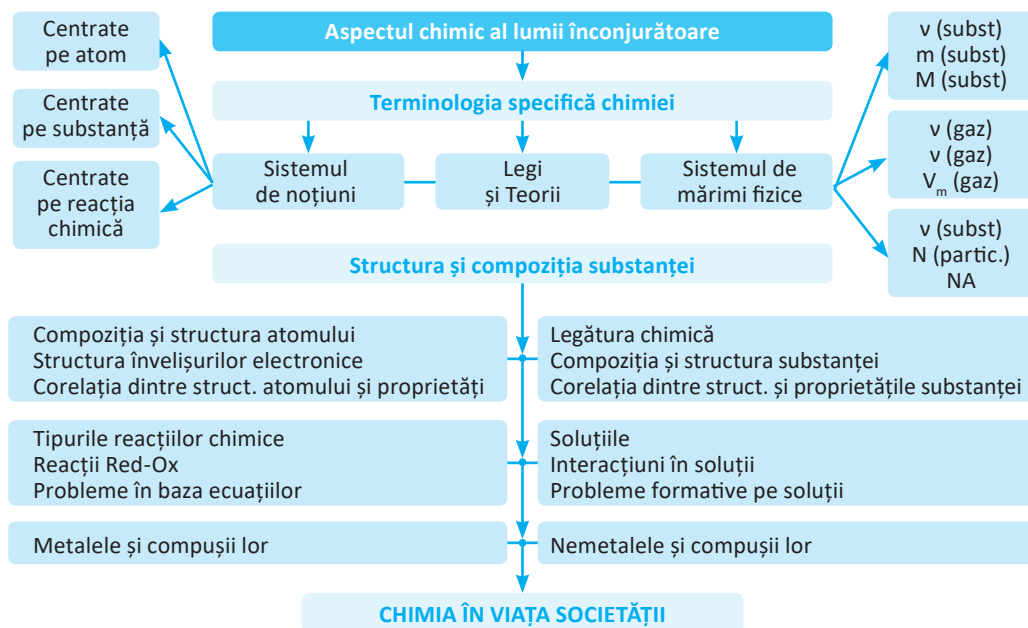 Aspectul chimic al lumii înconjurătoare
Terminologia specifică chimiei
Centrate
pe atom
Centrate
pe substanță
Centrate
pe reacția
chimică
Sistemul
de noțiuni
Legi
și Teorii
Sistemul de
mărimi fizice
ν (subst)
m (subst)
M (subst)
ν (gaz)
ν (gaz)
Vₘ (gaz)
ν (subst)
N (partic.)
NA
Structura și compoziția substanței
Compoziția și structura atomului
Structura învelișurilor electronice
Corelația dintre struct. atomului și proprietăți
Legătura chimică
Compoziția și structura substanței
Corelația dintre struct. și proprietățile substanței
Tipurile reacțiilor chimice
Reacții Red-Ox
Probleme în baza ecuațiilor
Soluțiile
Interacțiuni în soluții
Probleme formative pe soluții
Metalele și compușii lor
Nemetalele și compușii lor
CHIMIA ÎN VIAȚA SOCIETĂȚII